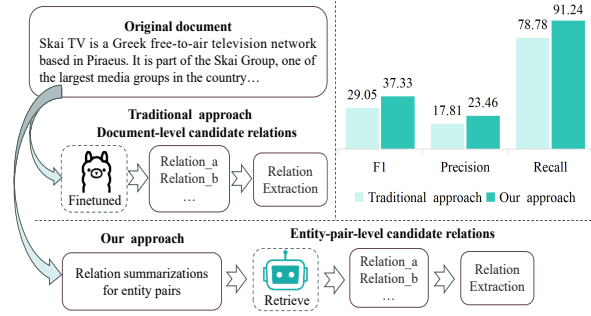 Original document
Skai TV is a Greek free-to-air television network
based in Piraeus. It is part of the Skai Group, one of
the largest media groups in the country…
Traditional approach
Document-level candidate relations
Finetuned
Relation_a
Relation_b
…
Relation
Extraction
29.05
37.33
17.81
23.46
78.78
91.24
F1
Precision
Recall
Traditional approach
Our approach
Our approach
Entity-pair-level candidate relations
Relation summarizations
for entity pairs
Retrieve
Relation_a
Relation_b
…
Relation
Extraction